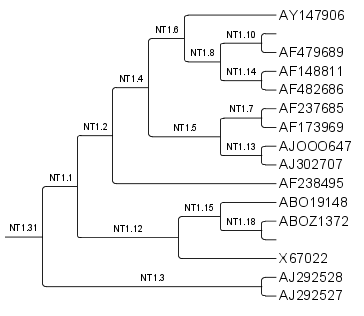 NT1.6
AY147906
NT1.10
NT1.8
AF479689
NT1.14
AF148811
NT1.4
AF482686
NT1.7
AF237685
AF173969
NT1.2
NT1.5
NT1.13
AJOOO647
AJ302707
NT1.1
AF238495
NT1.15
ABO19148
NT1.18
ABOZ1372
NT1.31
NT1.12
X67022
NT1.3
AJ292528
AJ292527